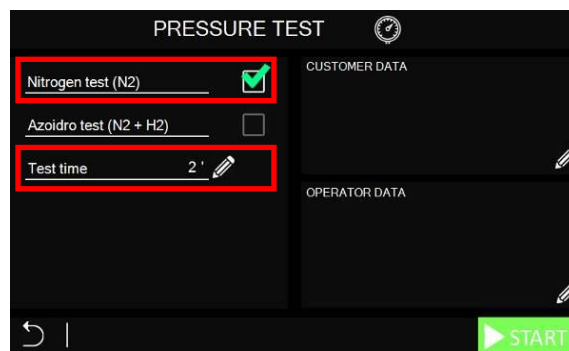 PRESSURE TEST
Nitrogen test (N2)
Azoidro test (N2 + H2)
Test time 2 '
CUSTOMER DATA
OPERATOR DATA
START